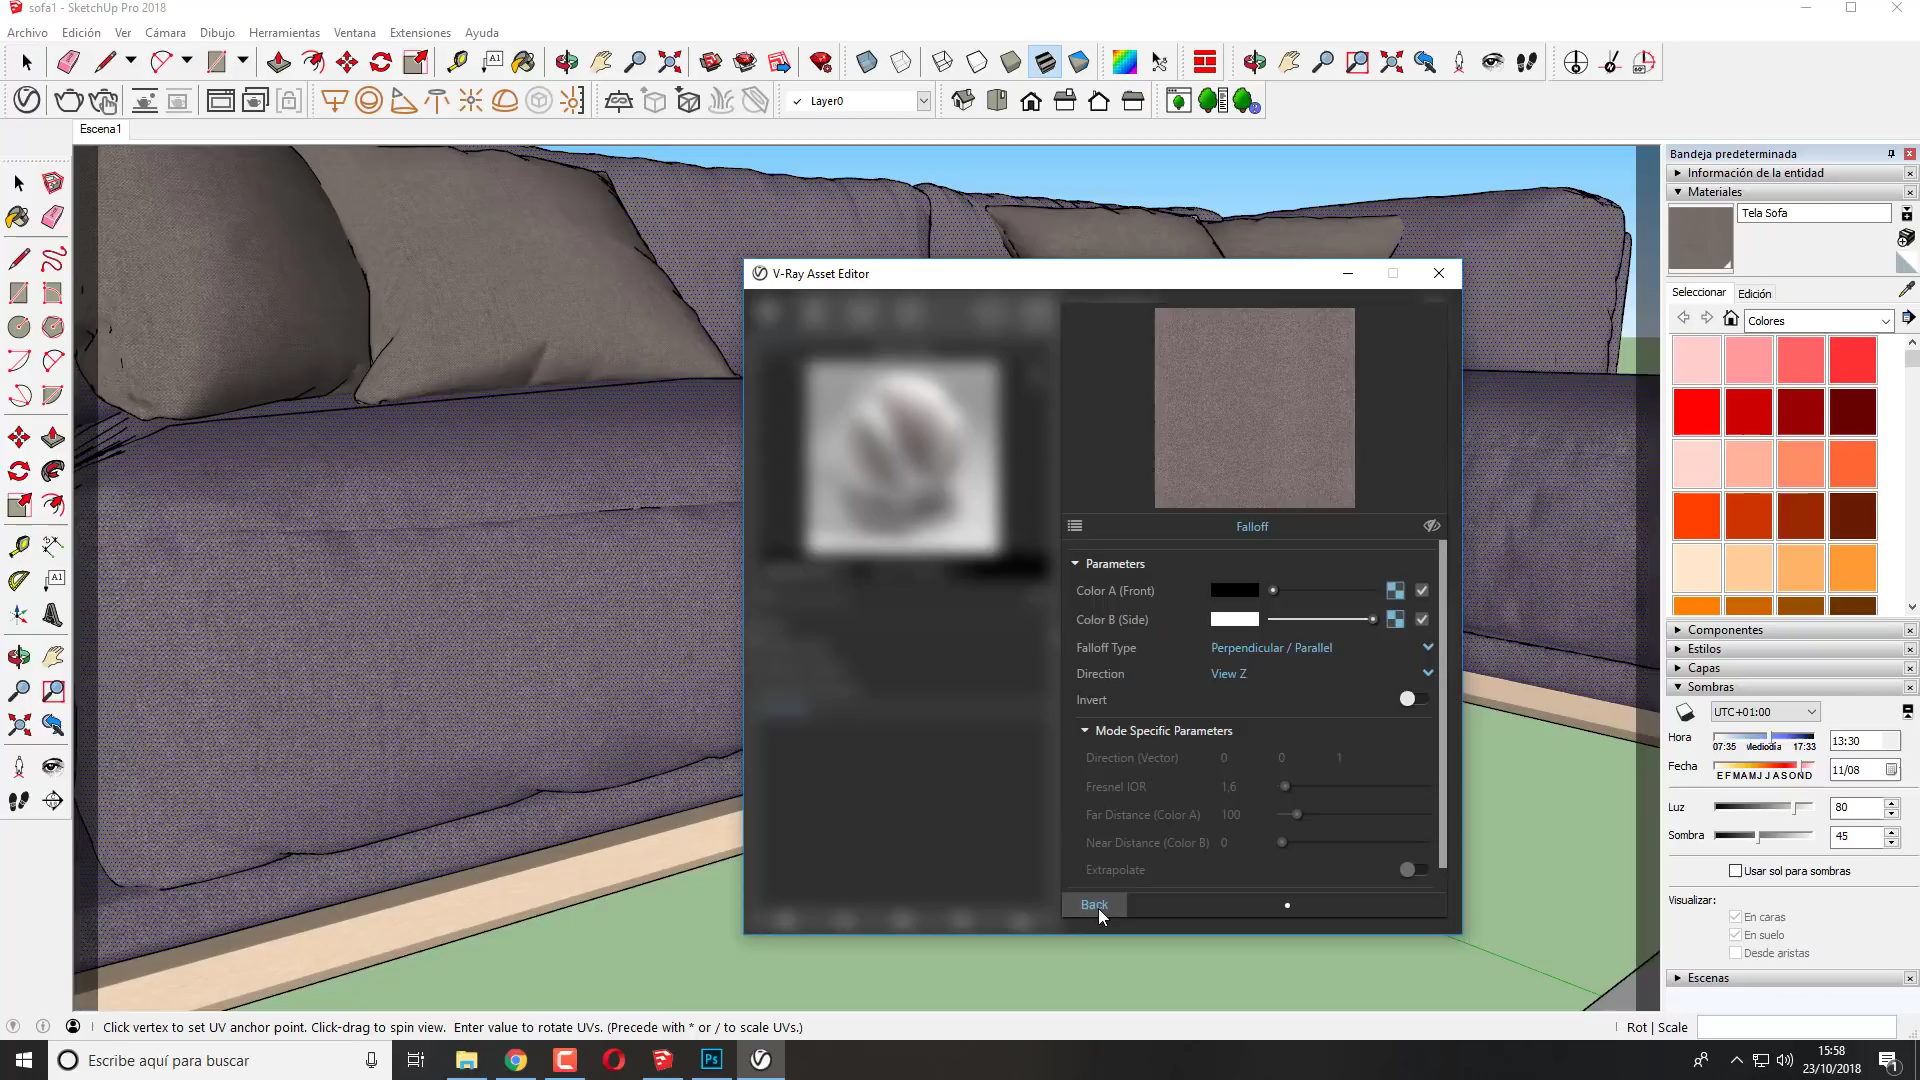 sofa1 - SketchUp Pro 2018
Archivo Edición Ver Cámara Dibujo Herramientas Ventana Extensiones Ayuda
A1
Layer0
Escena1
Bandeja predeterminada
Información de la entidad
Materiales
Tela Sofa
Seleccionar Edición
Colores
V-Ray Asset Editor
Falloff
Parameters
Color A (Front)
Color B (Side)
Falloff Type Perpendicular / Parallel
Direction View Z
Invert
Mode Specific Parameters
Direction (Vector) 0 0 1
Fresnel IOR 1,6
Far Distance (Color A) 100
Near Distance (Color B) 0
Extrapolate
Back
A1
Componentes
Estilos
Capas
Sombras
UTC+01:00
Hora 07:35 Mediodía 17:33 13:30
Fecha E F M A M J J A S O N D 11/08
Luz 80
Sombra 45
Usar sol para sombras
Visualizar:
En caras
En suelo
Desde aristas
Escenas
Click vertex to set UV anchor point. Click-drag to spin view. Enter value to rotate UVs. (Precede with * or / to scale UVs.)
Rot | Scale
Escribe aquí para buscar
Ps
15:58
23/10/2018
1